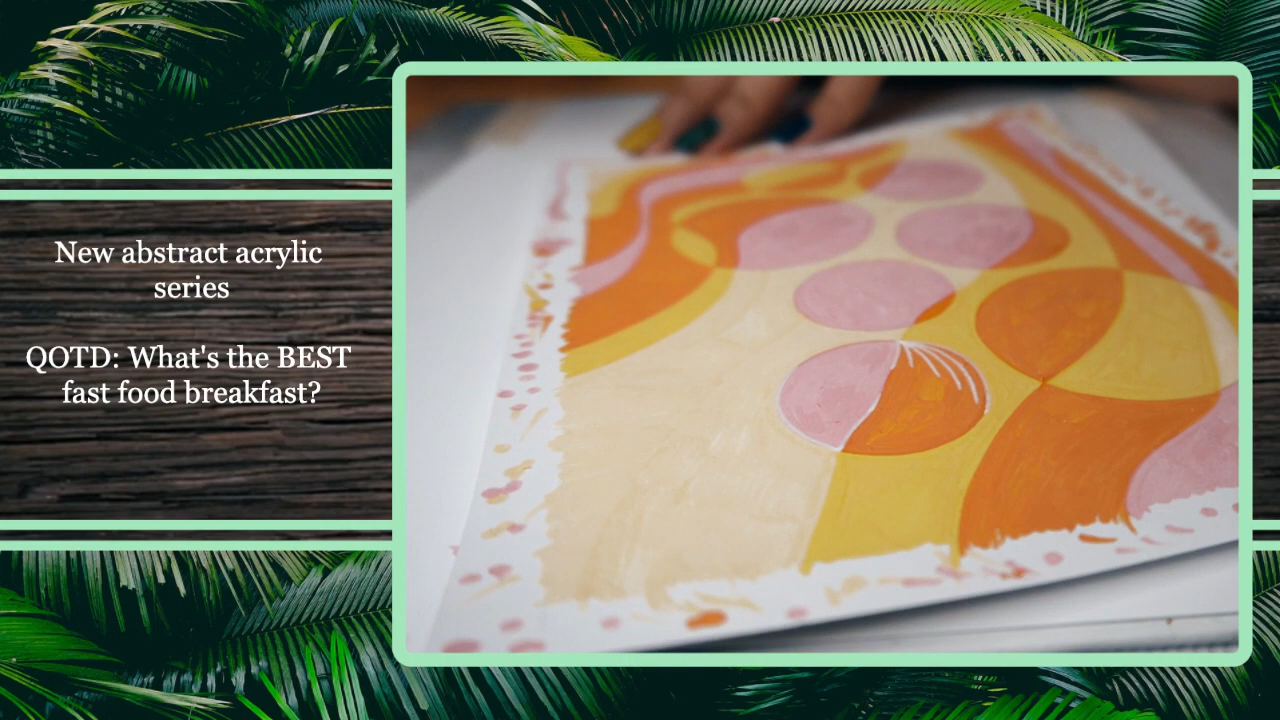 New abstract acrylic
series
QOTD: What's the BEST
fast food breakfast?